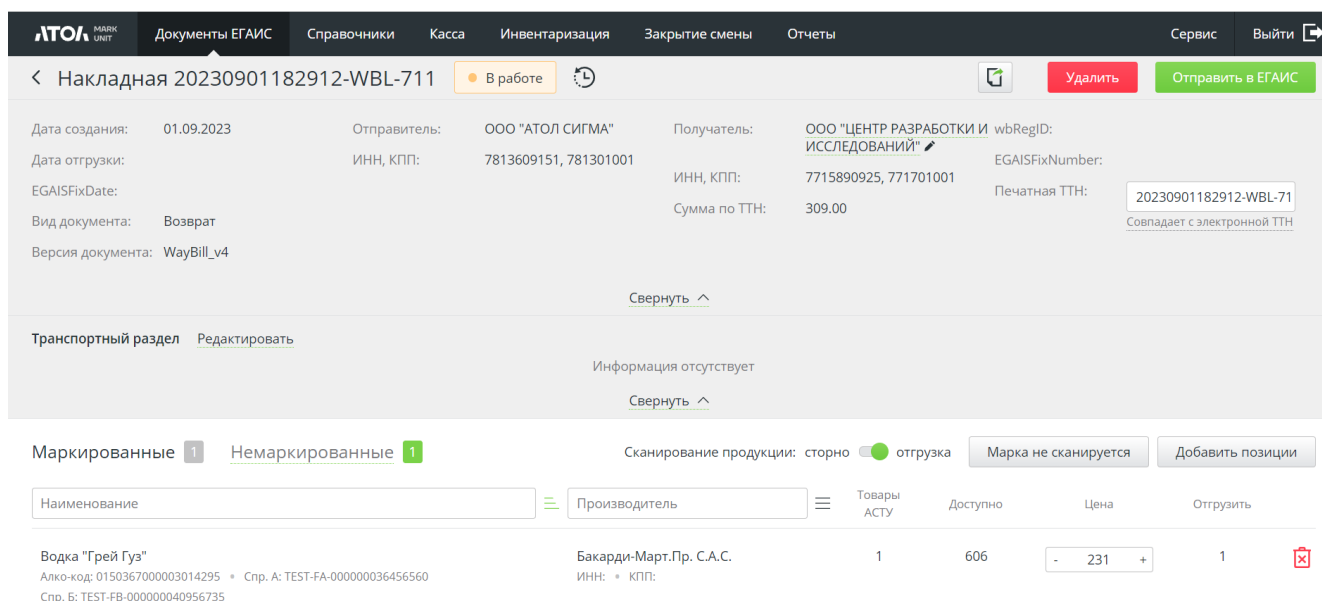 АТОЛ MARK UNIT Документы ЕГАИС Справочники Касса Инвентаризация Закрытие смены Отчеты Сервис Выйти
Накладная 20230901182912-WBL-711 В работе Удалить Отправить в ЕГАИС
Дата создания: 01.09.2023 Отправитель: ООО "АТОЛ СИГМА" Получатель: ООО "ЦЕНТР РАЗРАБОТКИ И ИССЛЕДОВАНИЙ" wbRegID:
Дата отгрузки: ИНН, КПП: 7813609151, 781301001 EGAISFixNumber:
ИНН, КПП: 7715890925, 771701001
EGAISFixDate: Печатная ТТН: 20230901182912-WBL-71
Сумма по ТТН: 309.00
Вид документа: Возврат Совпадает с электронной ТТН
Версия документа: WayBill_v4
Свернуть
Транспортный раздел Редактировать
Информация отсутствует
Свернуть
Маркированные 1 Немаркированные 1 Сканирование продукции: сторно отгрузка Марка не сканируется Добавить позиции
Наименование Производитель Товары АСТУ Доступно Цена Отгрузить
Водка "Грей Гуз" Бакарди-Март.Пр. С.А.С. 1 606 - 231 + 1
Алко-код: 0150367000003014295 Спр. А: TEST-FA-000000036456560 ИНН: КПП:
Спр. Б: TEST-FB-000000040956735